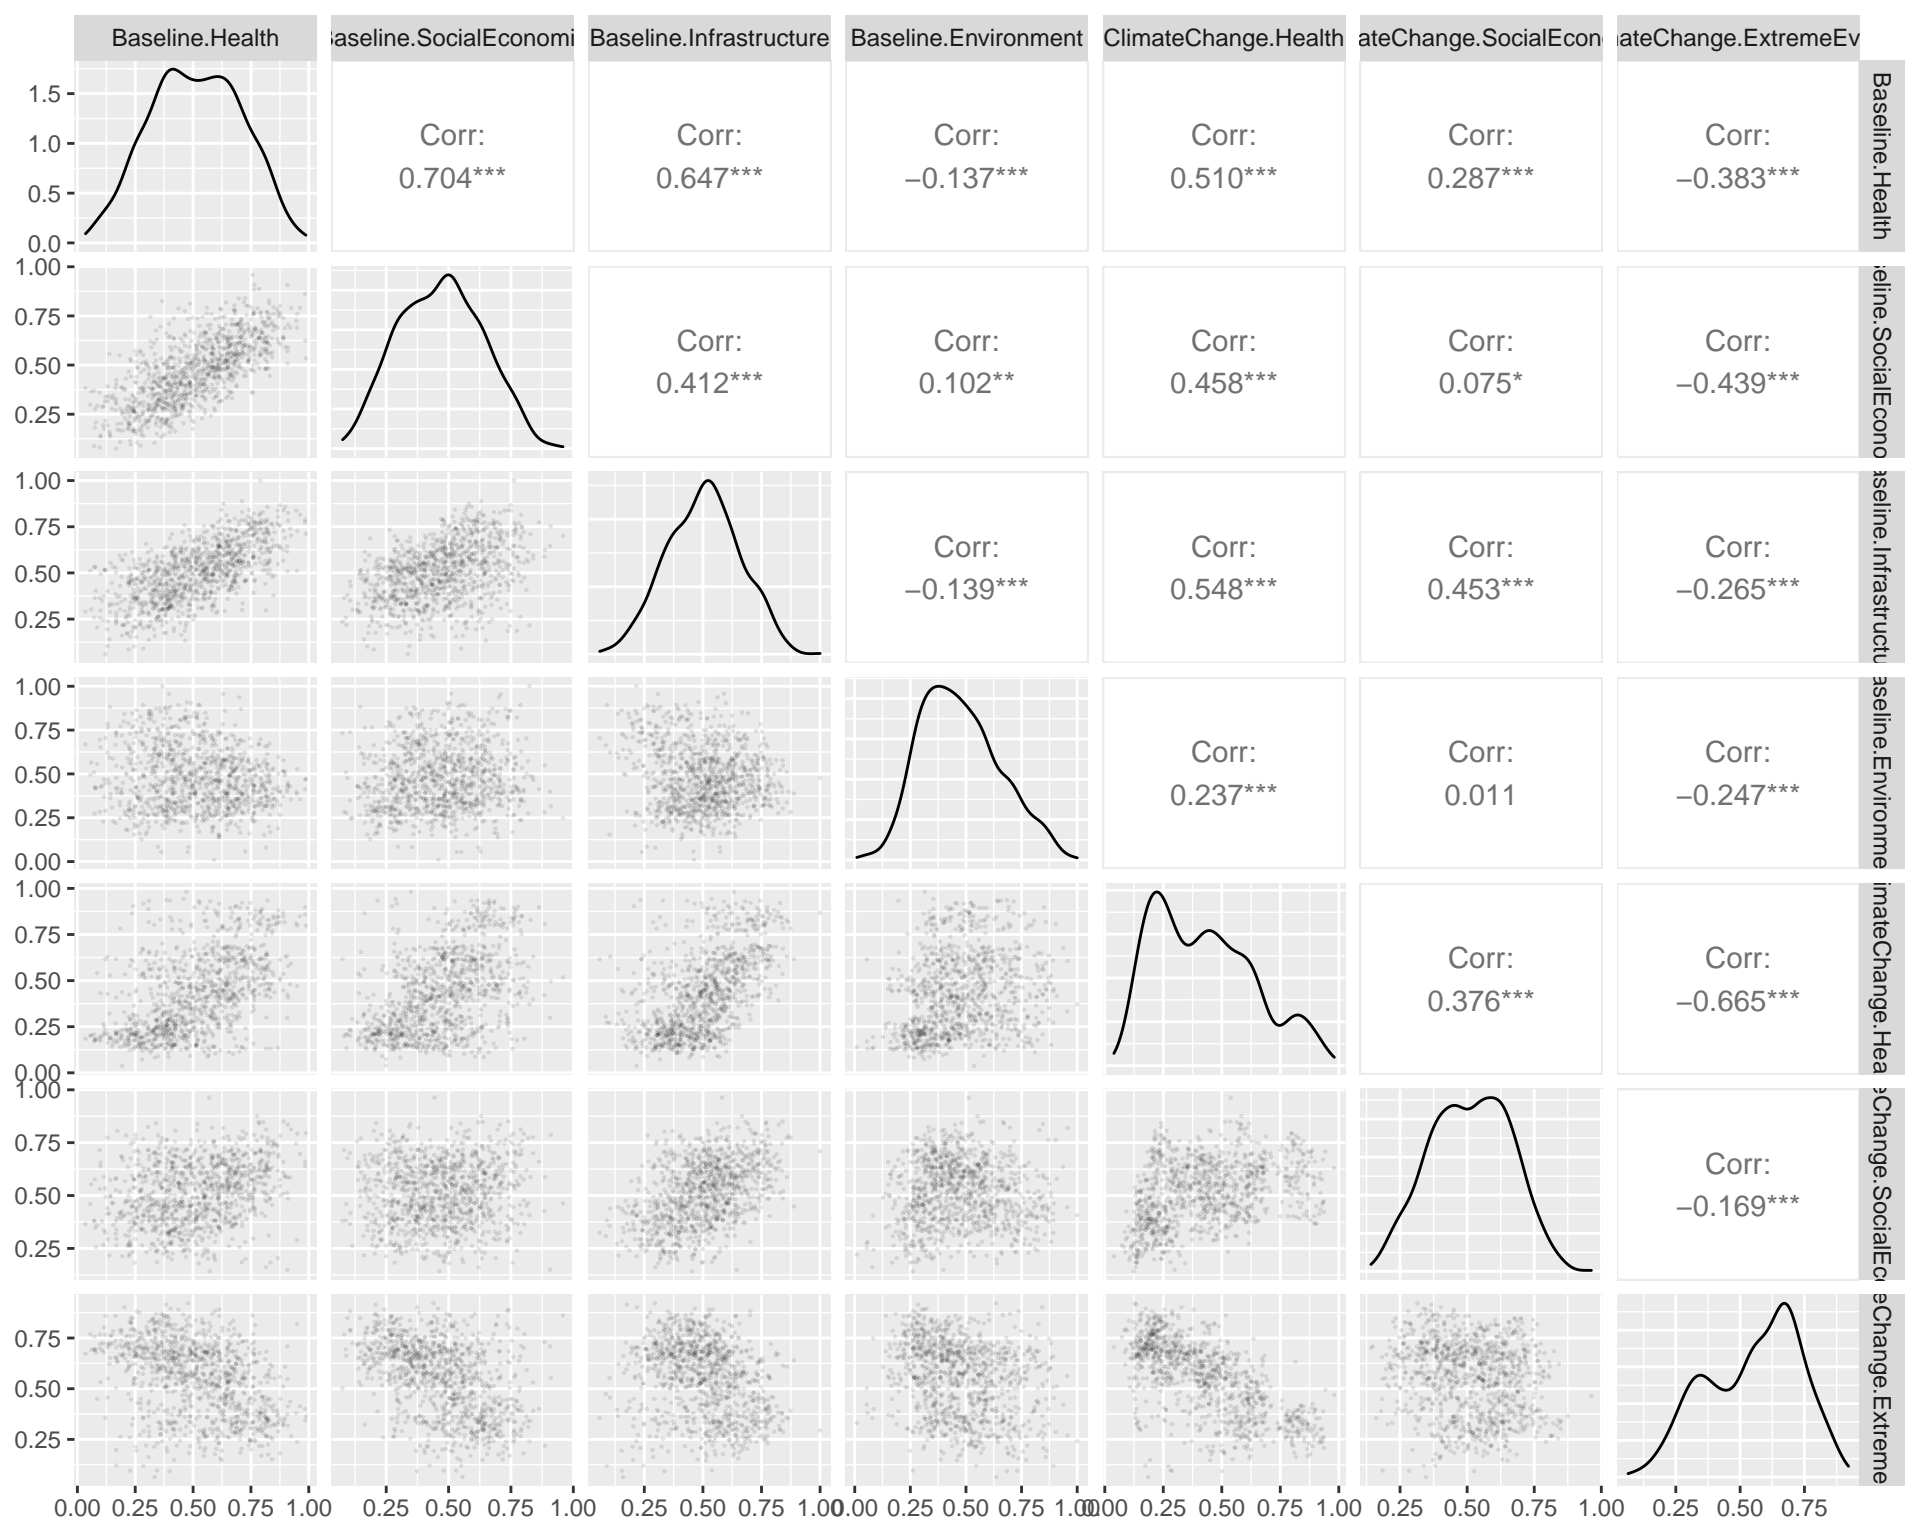 Baseline.Health
Baseline.SocialEconomi
Baseline.Infrastructure
Baseline.Environment
ClimateChange.Health
ateChange.SocialEcon
ateChange.ExtremeEv
1.5
1.0
0.5
0.0
Corr:
0.704***
Corr:
0.647***
Corr:
−0.137***
Corr:
0.510***
Corr:
0.287***
Corr:
−0.383***
Baseline.Health
1.00
0.75
0.50
0.25
Corr:
0.412***
Corr:
0.102**
Corr:
0.458***
Corr:
0.075*
Corr:
−0.439***
eline.SocialEcono
1.00
0.75
0.50
0.25
Corr:
−0.139***
Corr:
0.548***
Corr:
0.453***
Corr:
−0.265***
aseline.Infrastructu
1.00
0.75
0.50
0.25
0.00
Corr:
0.237***
Corr:
0.011
Corr:
−0.247***
aseline.Environme
1.00
0.75
0.50
0.25
0.00
Corr:
0.376***
Corr:
−0.665***
imateChange.Hea
1.00
0.75
0.50
0.25
Corr:
−0.169***
eChange.SocialEco
0.75
0.50
0.25
eChange.Extreme
0.00 0.25 0.50 0.75 1.00
0.25 0.50 0.75 1.00
0.25 0.50 0.75 1.00
0.00 0.25 0.50 0.75 1.00
0.00 0.25 0.50 0.75 1.00
0.25 0.50 0.75 1.00
0.25 0.50 0.75